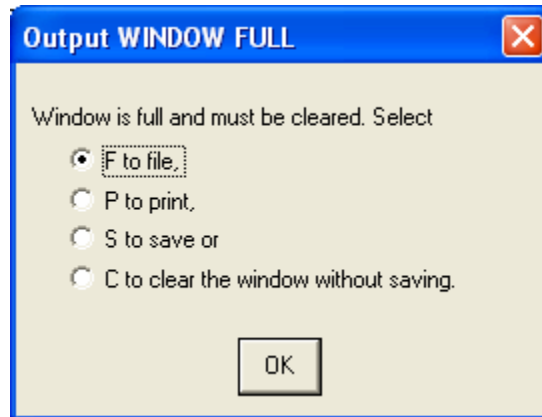 Output WINDOW FULL
Window is full and must be cleared. Select
F to file,
P to print,
S to save or
C to clear the window without saving.
OK